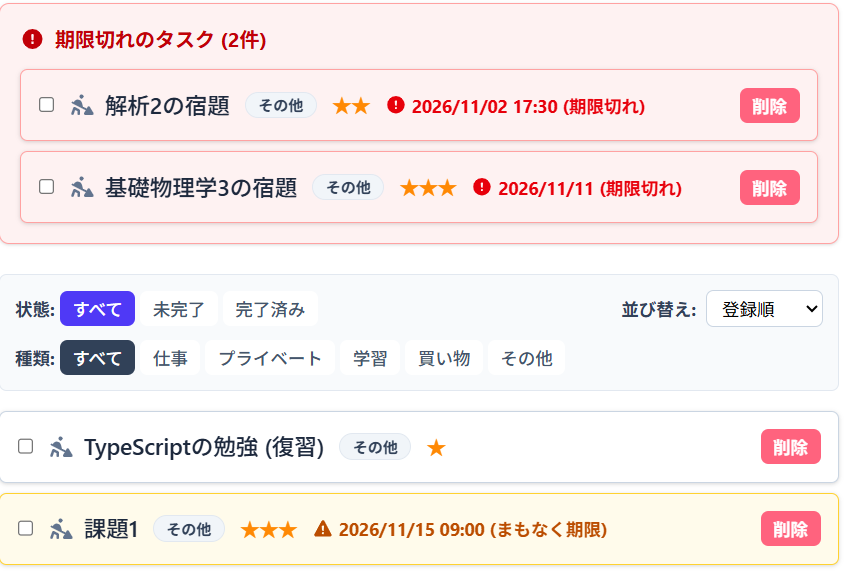 期限切れのタスク (2件)
解析2の宿題 その他 ★★ 2026/11/02 17:30 (期限切れ) 削除
基礎物理学3の宿題 その他 ★★★ 2026/11/11 (期限切れ) 削除
状態: すべて 未完了 完了済み 並び替え: 登録順
種類: すべて 仕事 プライベート 学習 買い物 その他
TypeScriptの勉強 (復習) その他 ★ 削除
課題1 その他 ★★★ 2026/11/15 09:00 (まもなく期限) 削除